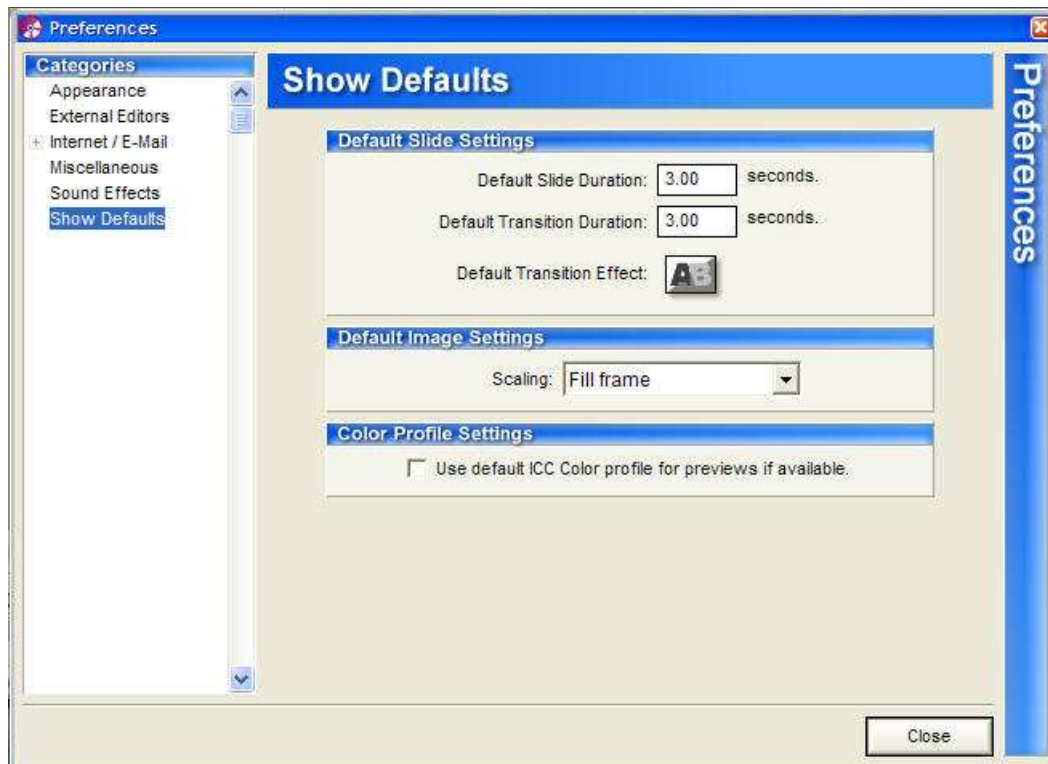 Preferences
Categories
Appearance
External Editors
Internet / E-Mail
Miscellaneous
Sound Effects
Show Defaults
Show Defaults
Default Slide Settings
Default Slide Duration: 3.00 seconds.
Default Transition Duration: 3.00 seconds.
Default Transition Effect: AB
Default Image Settings
Scaling: Fill frame
Color Profile Settings
Use default ICC Color profile for previews if available.
Close
Preferences